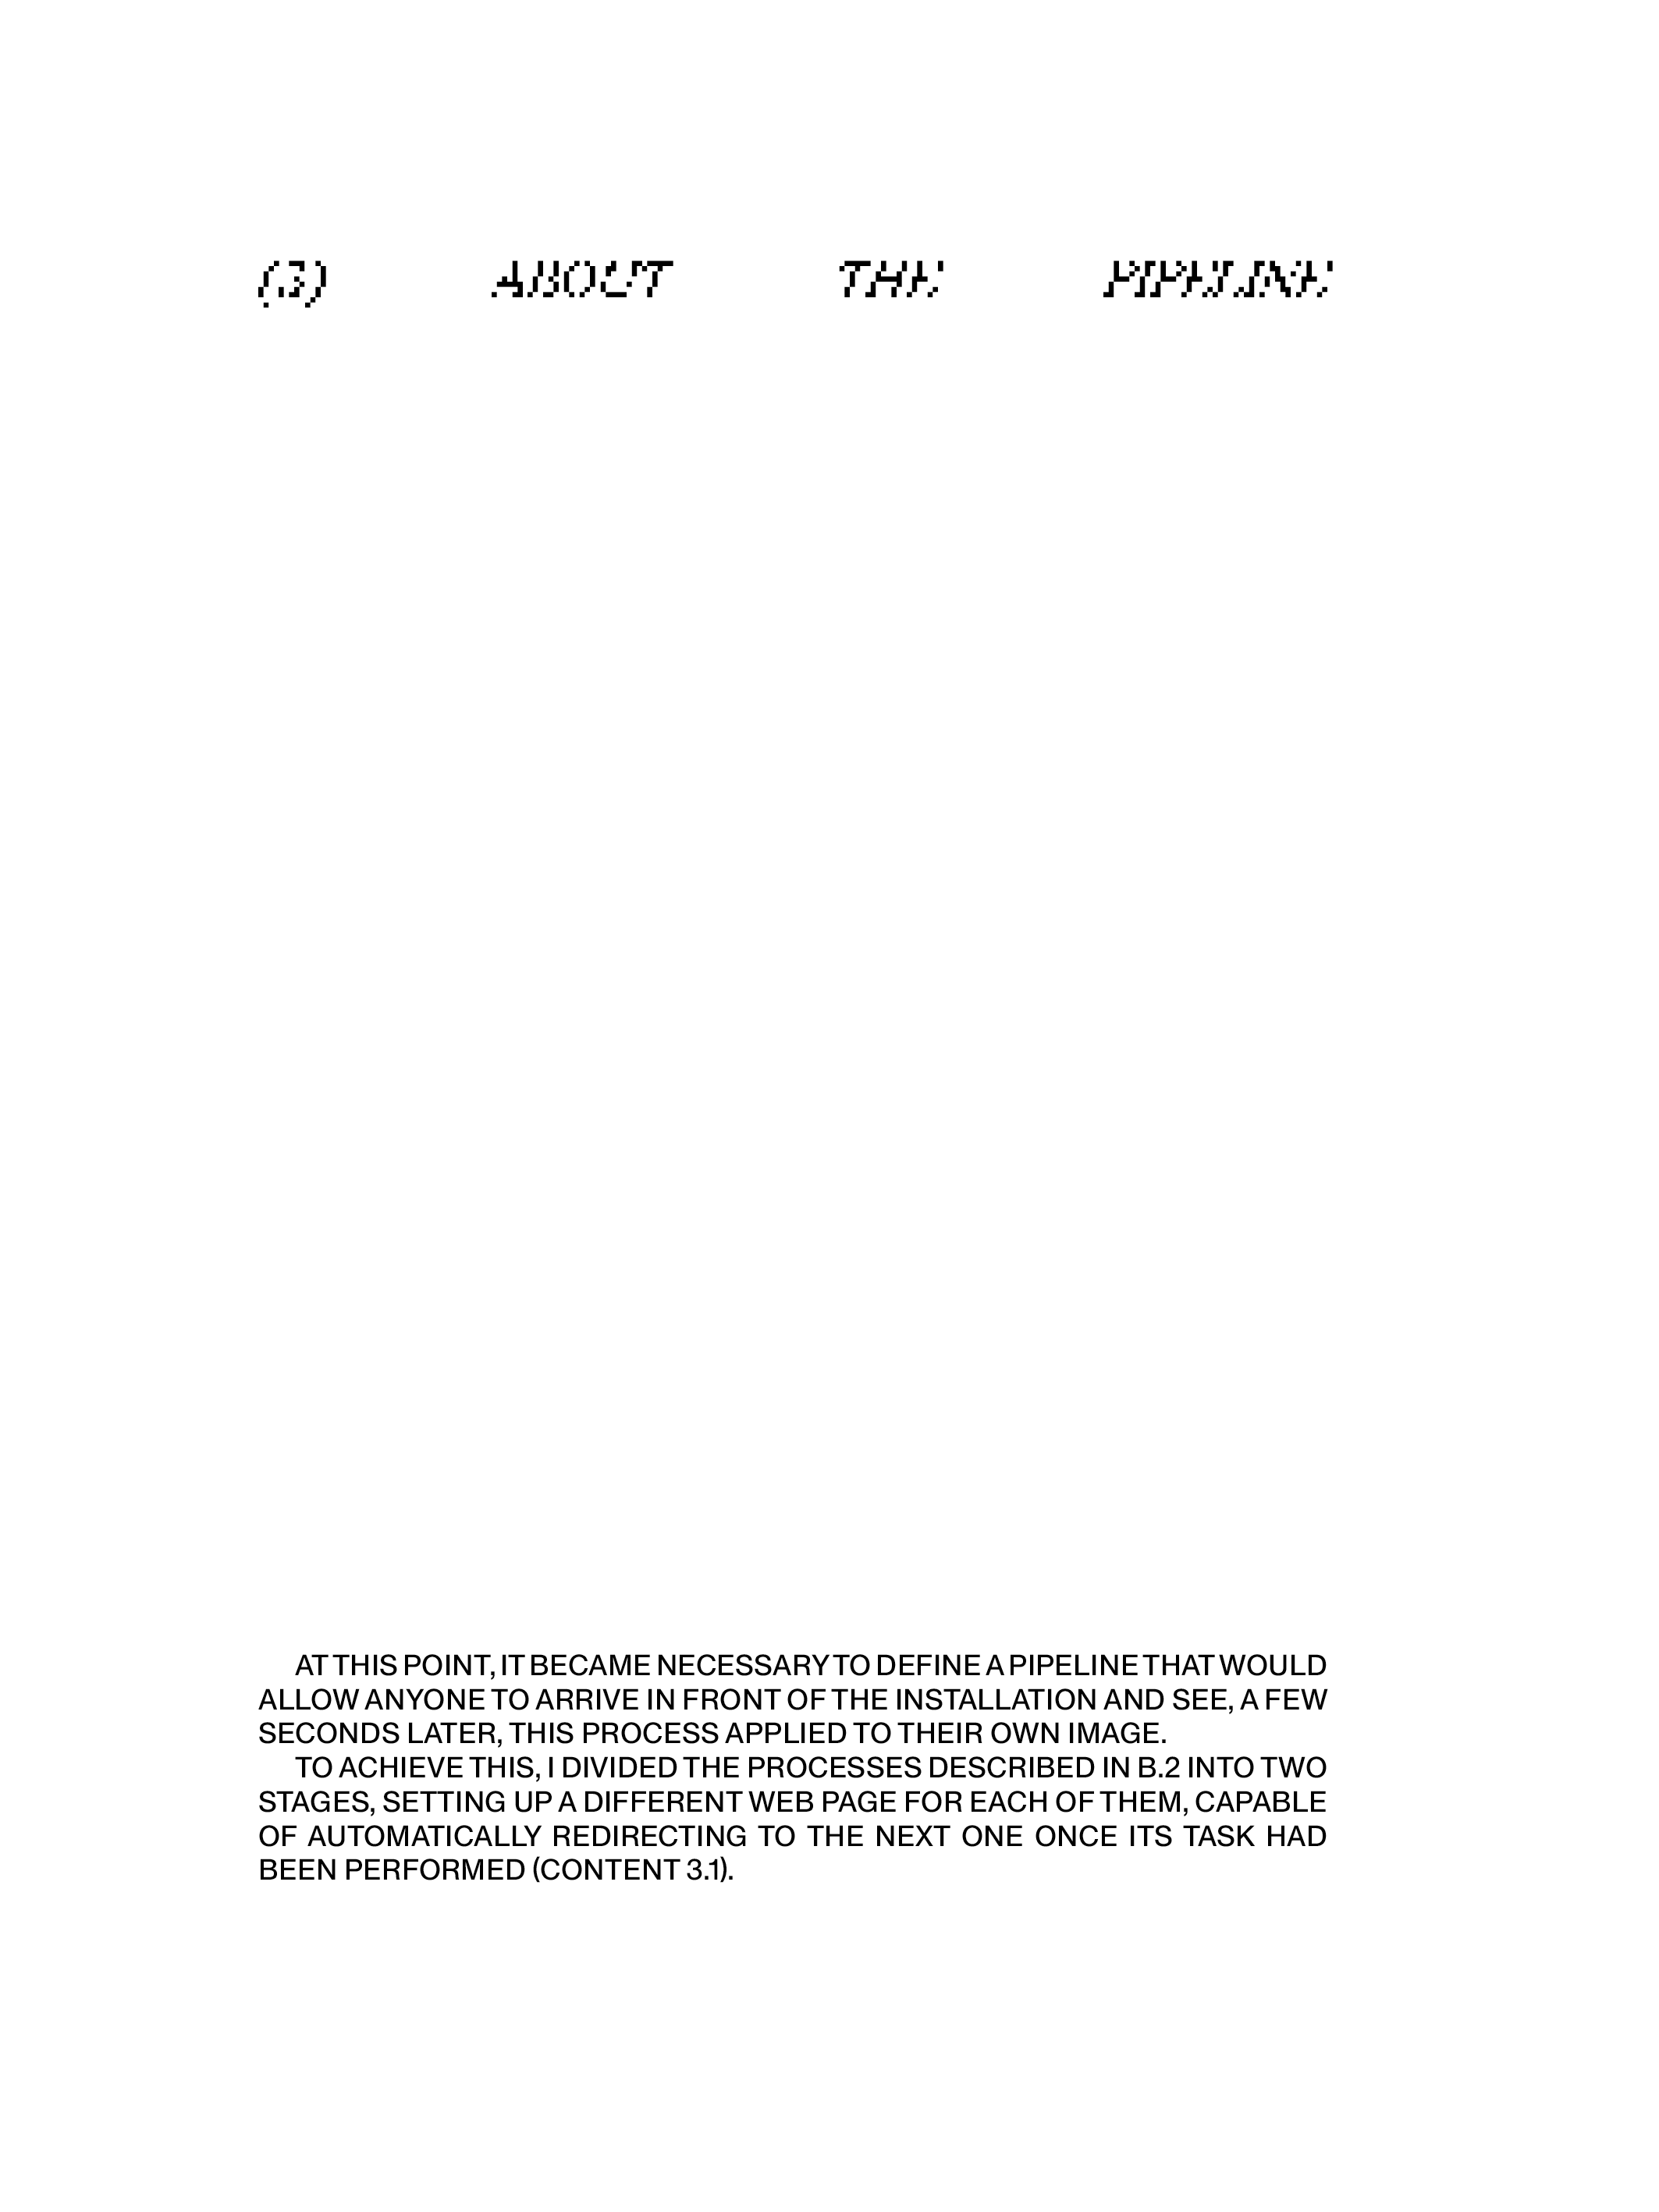 (3) ABOUT THE PIPELINE
AT THIS POINT, IT BECAME NECESSARY TO DEFINE A PIPELINE THAT WOULD
ALLOW ANYONE TO ARRIVE IN FRONT OF THE INSTALLATION AND SEE, A FEW
SECONDS LATER, THIS PROCESS APPLIED TO THEIR OWN IMAGE.
TO ACHIEVE THIS, I DIVIDED THE PROCESSES DESCRIBED IN B.2 INTO TWO
STAGES, SETTING UP A DIFFERENT WEB PAGE FOR EACH OF THEM, CAPABLE
OF AUTOMATICALLY REDIRECTING TO THE NEXT ONE ONCE ITS TASK HAD
BEEN PERFORMED (CONTENT 3.1).